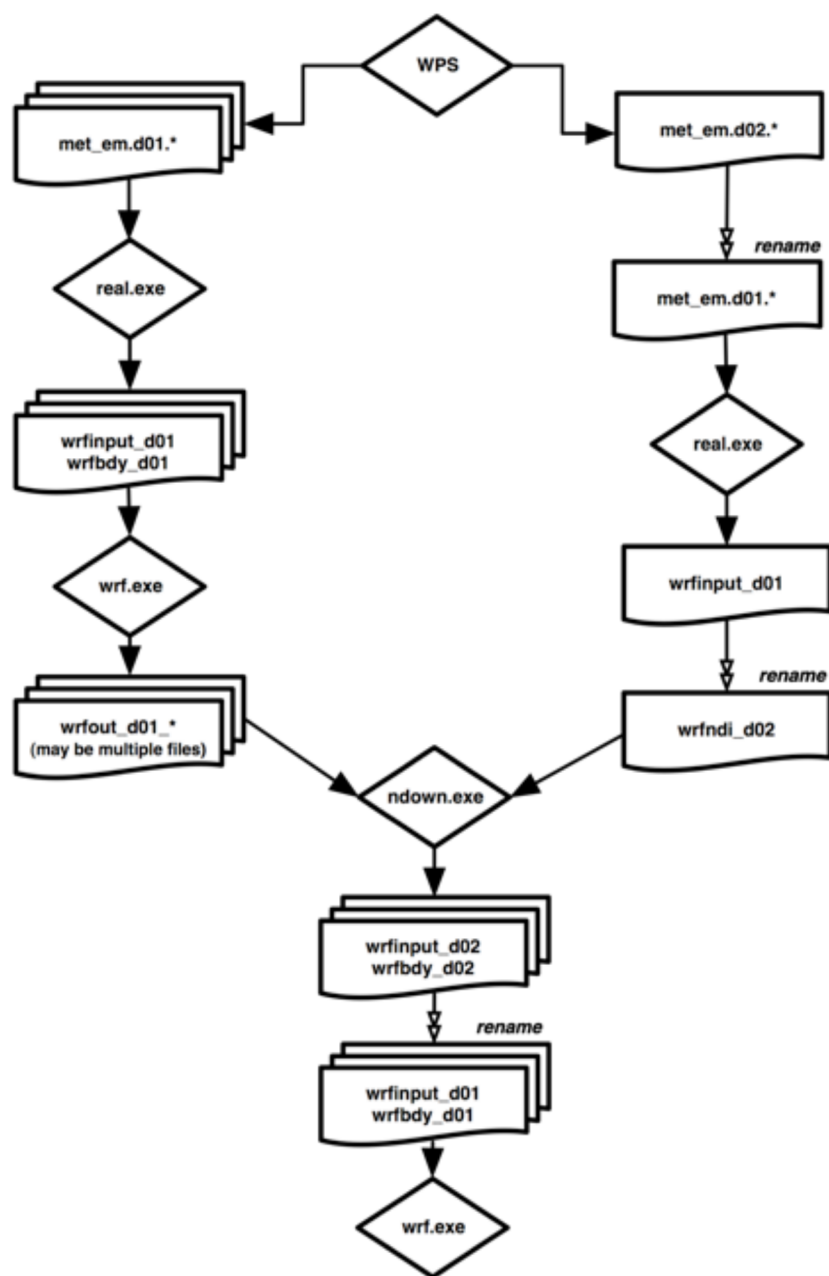 WPS
met_em.d01.*
met_em.d02.*
rename
real.exe
met_em.d01.*
wrfinput_d01
wrfbdy_d01
real.exe
wrf.exe
wrfinput_d01
rename
wrfout_d01_*
(may be multiple files)
wrfndi_d02
ndown.exe
wrfinput_d02
wrfbdy_d02
rename
wrfinput_d01
wrfbdy_d01
wrf.exe